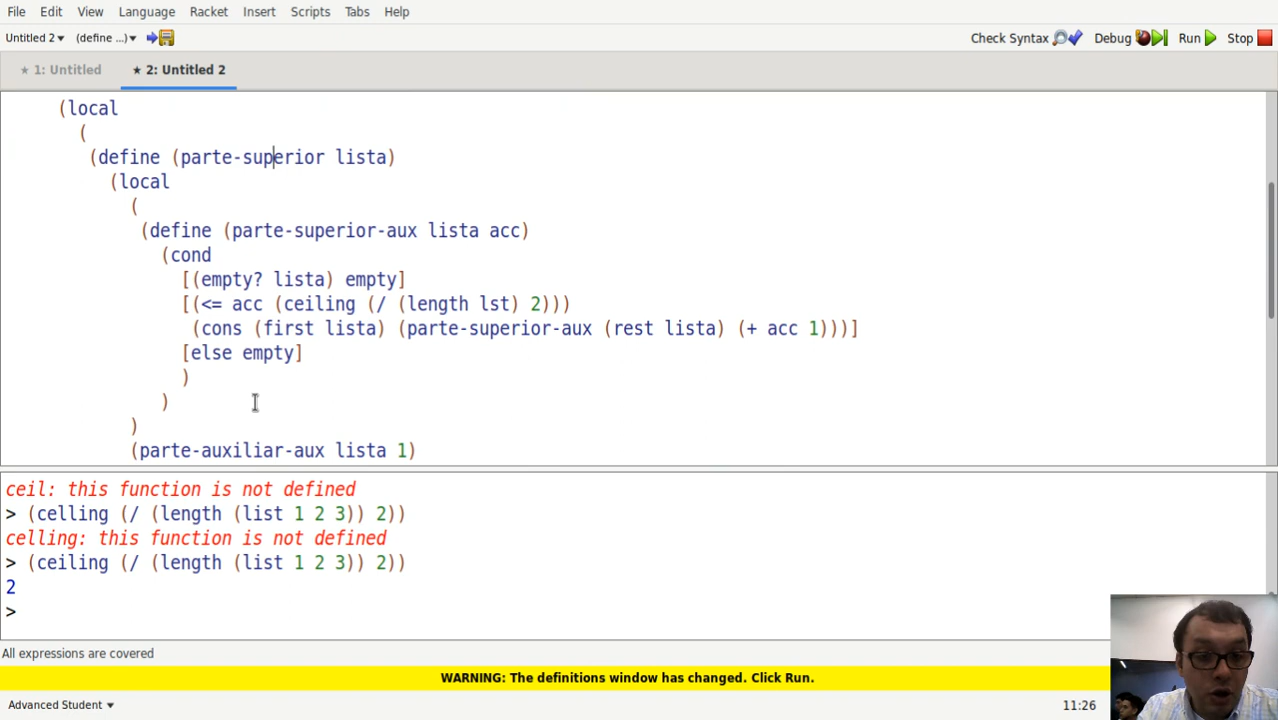 File Edit View Language Racket Insert Scripts Tabs Help
Untitled 2 (define ...) Check Syntax Debug Run Stop
★ 1: Untitled ★ 2: Untitled 2
(local
(
(define (parte-superior lista)
(local
(
(define (parte-superior-aux lista acc)
(cond
[(empty? lista) empty]
[(<= acc (ceiling (/ (length lst) 2)))
(cons (first lista) (parte-superior-aux (rest lista) (+ acc 1)))]
[else empty]
)
)
)
(parte-auxiliar-aux lista 1)
ceil: this function is not defined
> (celling (/ (length (list 1 2 3)) 2))
celling: this function is not defined
> (ceiling (/ (length (list 1 2 3)) 2))
2
>
All expressions are covered
WARNING: The definitions window has changed. Click Run.
Advanced Student 11:26